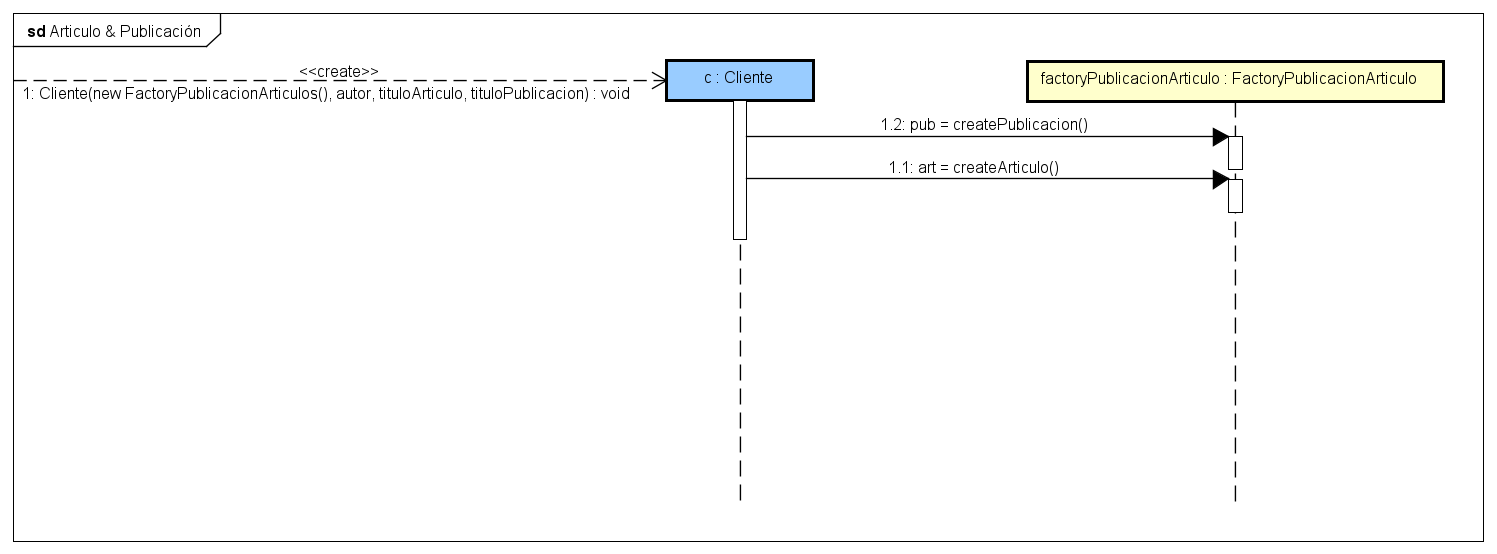 sd Articulo & Publicación
<<create>>
1: Cliente(new FactoryPublicacionArticulos(), autor, tituloArticulo, tituloPublicacion) : void
c : Cliente
factoryPublicacionArticulo : FactoryPublicacionArticulo
1.2: pub = createPublicacion()
1.1: art = createArticulo()